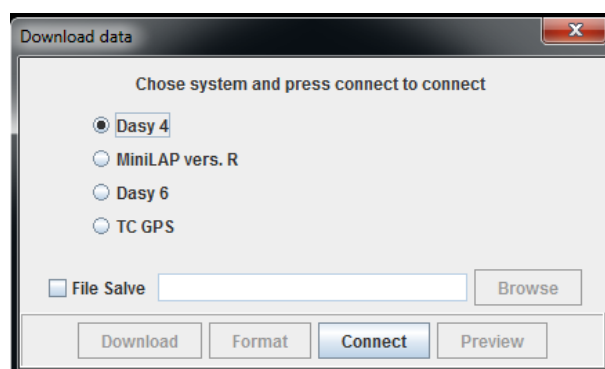 Download data
Chose system and press connect to connect
Dasy 4
MiniLAP vers. R
Dasy 6
TC GPS
File Salve Browse
Download Format Connect Preview